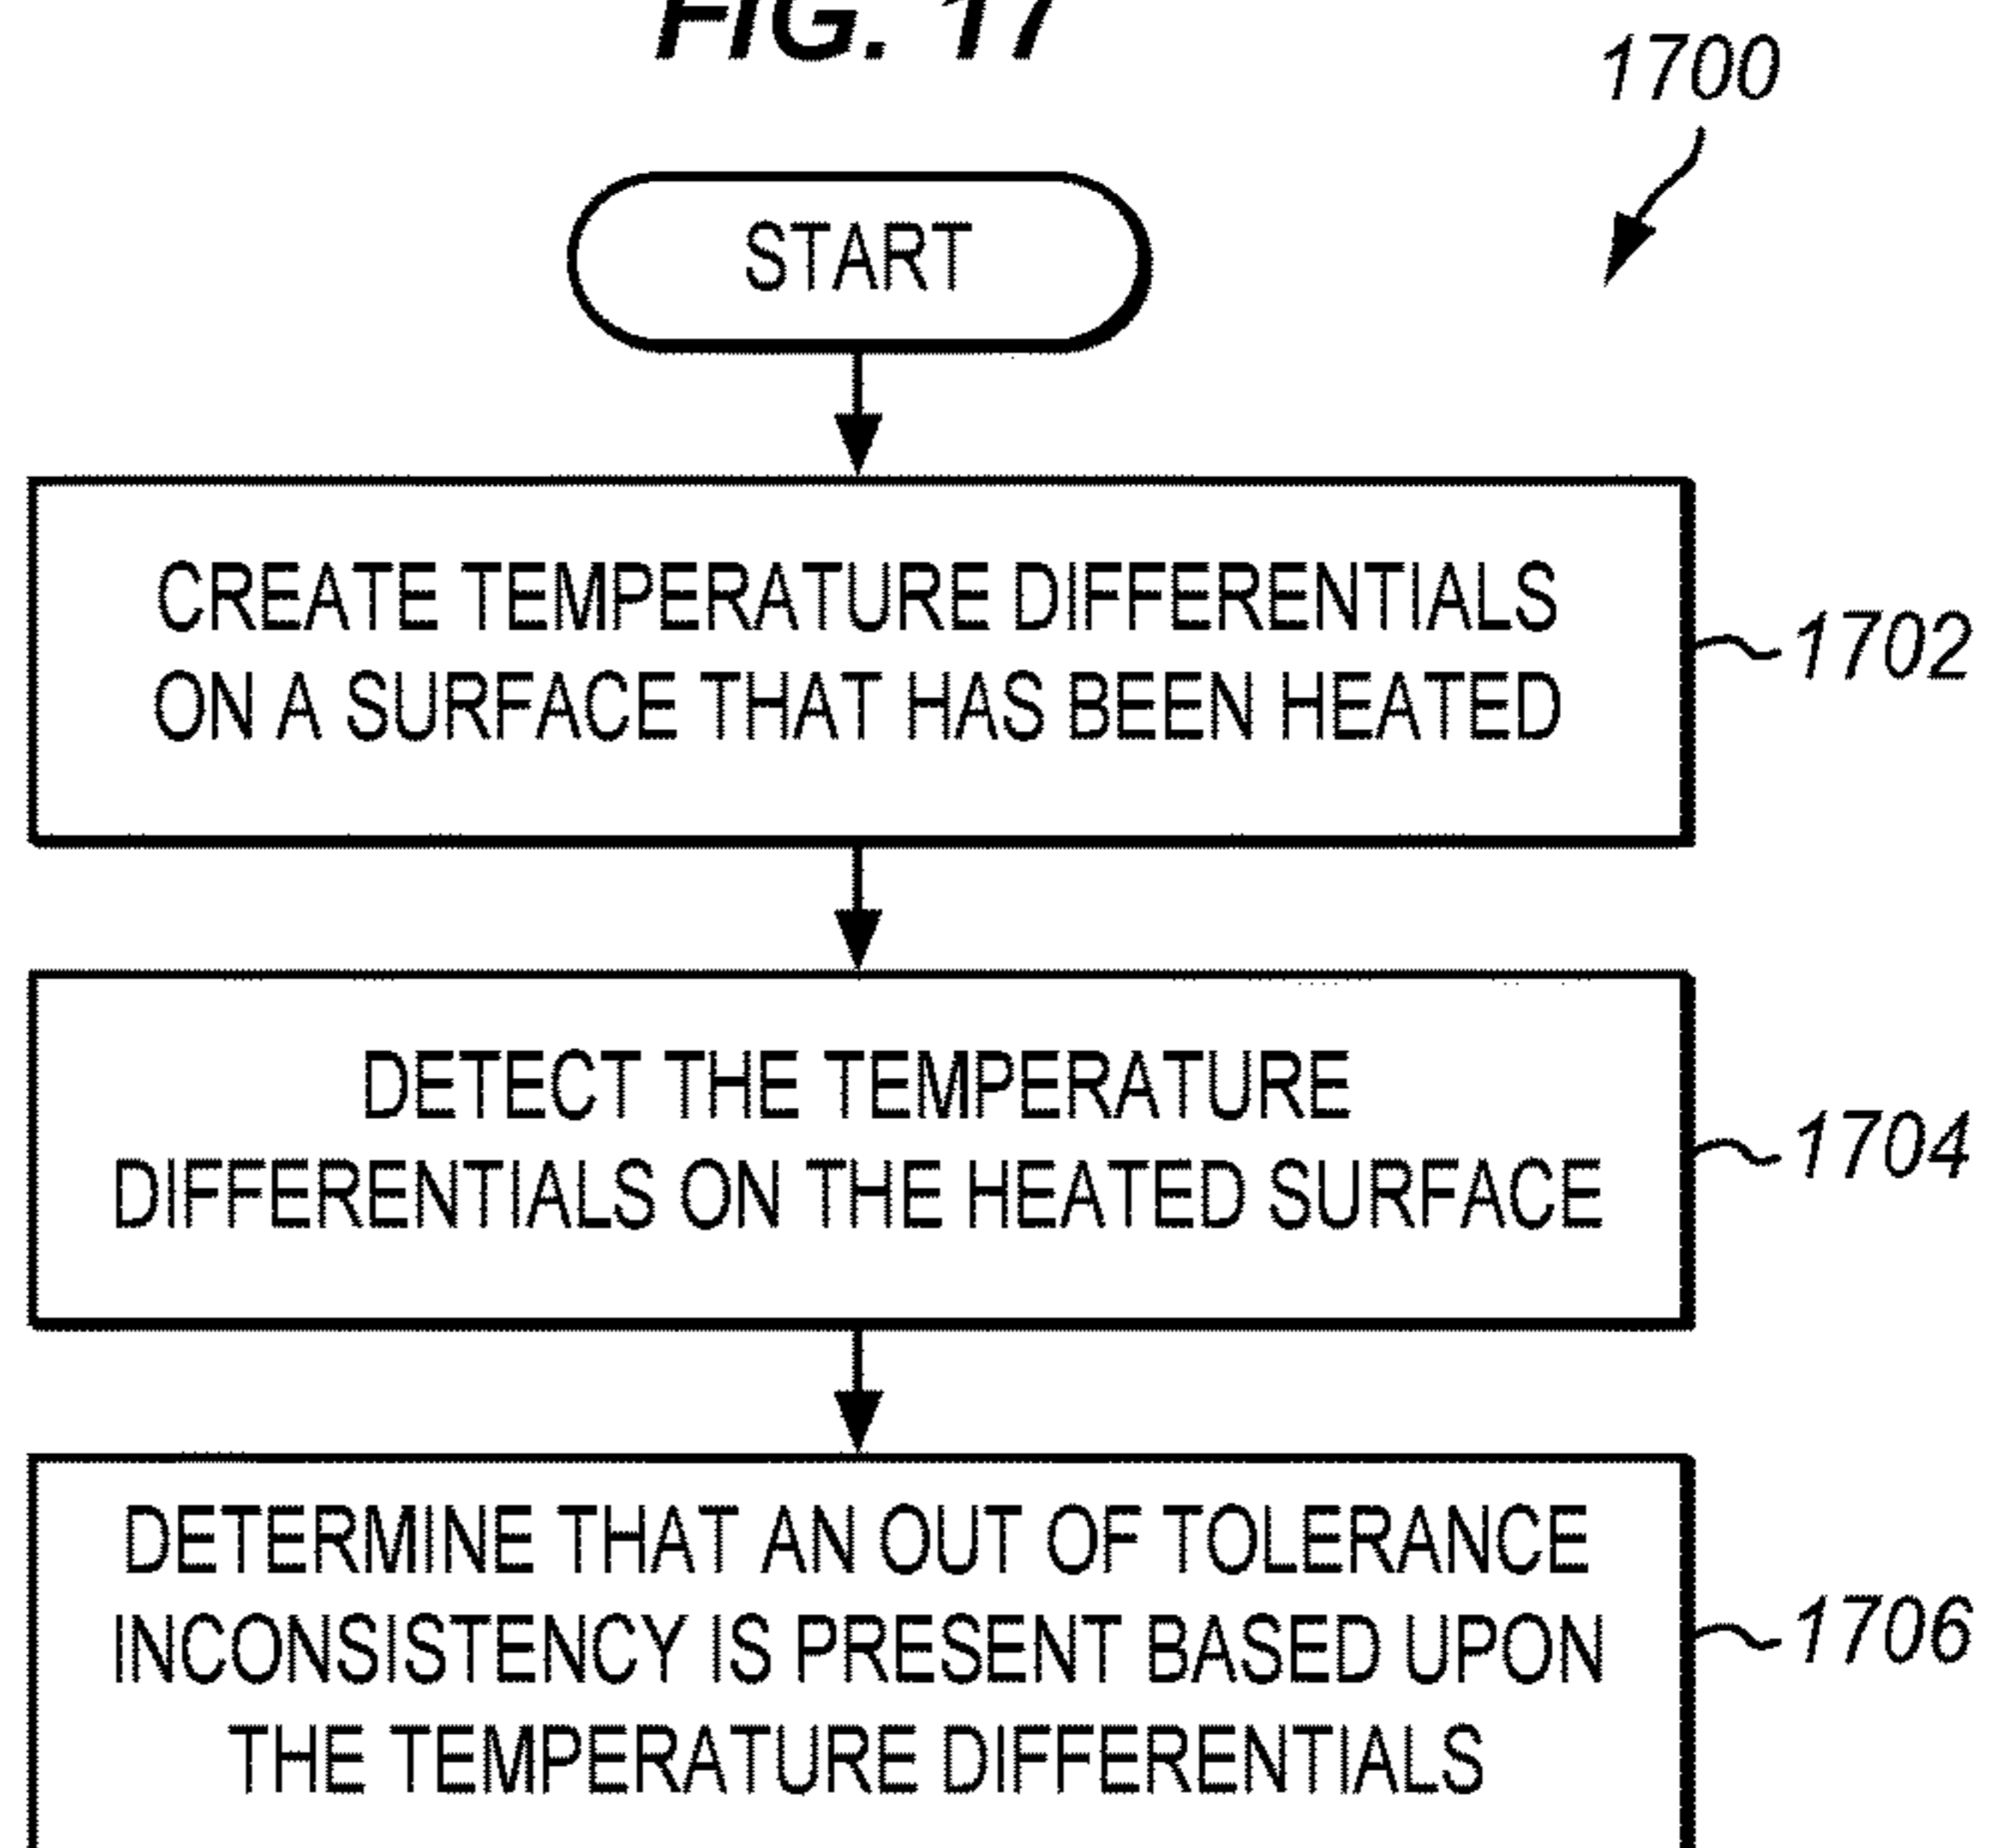 FIG. 17
1700
START
CREATE TEMPERATURE DIFFERENTIALS
ON A SURFACE THAT HAS BEEN HEATED
1702
DETECT THE TEMPERATURE
DIFFERENTIALS ON THE HEATED SURFACE
1704
DETERMINE THAT AN OUT OF TOLERANCE
INCONSISTENCY IS PRESENT BASED UPON
THE TEMPERATURE DIFFERENTIALS
1706